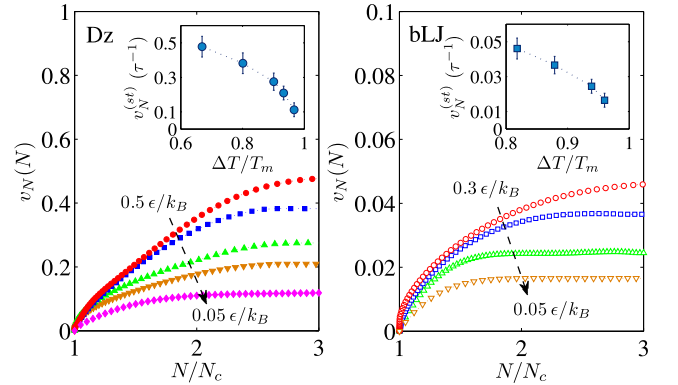 Dz
v_N(N)
1
0.8
0.6
0.4
0.2
0
1
2
3
N/N_c
0.5 ϵ/k_B
0.05 ϵ/k_B
v_N^{(st)} (τ^{-1})
0.5
0.3
0.1
0
0.6
0.8
1
ΔT/T_m
bLJ
v_N(N)
0.1
0.08
0.06
0.04
0.02
0
1
2
3
N/N_c
0.3 ϵ/k_B
0.05 ϵ/k_B
v_N^{(st)} (τ^{-1})
0.05
0.03
0.01
0
0.8
0.9
1
ΔT/T_m